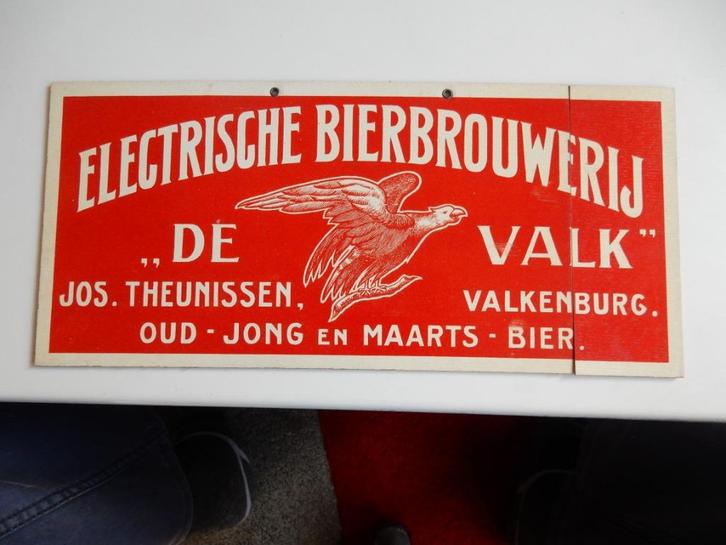 ELECTRISCHE BIERBROUWERIJ
„DE VALK"
JOS. THEUNISSEN, VALKENBURG.
OUD - JONG EN MAARTS - BIER.